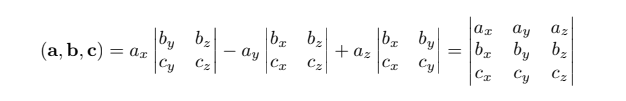 (𝐚, 𝐛, 𝐜) = a_x |b_y b_z; c_y c_z| − a_y |b_x b_z; c_x c_z| + a_z |b_x b_y; c_x c_y| = |a_x a_y a_z; b_x b_y b_z; c_x c_y c_z|